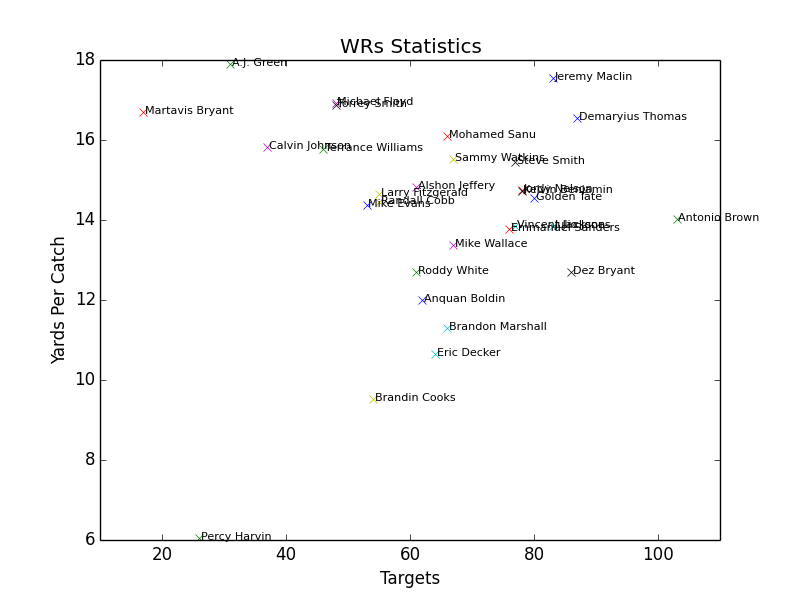 WRs Statistics
18
A.J. Green
Jeremy Maclin
Michael Floyd
Torrey Smith
Martavis Bryant
Demaryius Thomas
16
Mohamed Sanu
Calvin Johnson
Terrance Williams
Sammy Watkins
Steve Smith
Alshon Jeffery
Jordy Nelson
Kelvin Benjamin
Larry Fitzgerald
Golden Tate
Randall Cobb
Mike Evans
14
Antonio Brown
Vincent Jackson
Emmanuel Sanders
Mike Wallace
Roddy White
Dez Bryant
12
Anquan Boldin
Brandon Marshall
Eric Decker
10
Brandin Cooks
8
6
Percy Harvin
20 40 60 80 100
Targets
Yards Per Catch